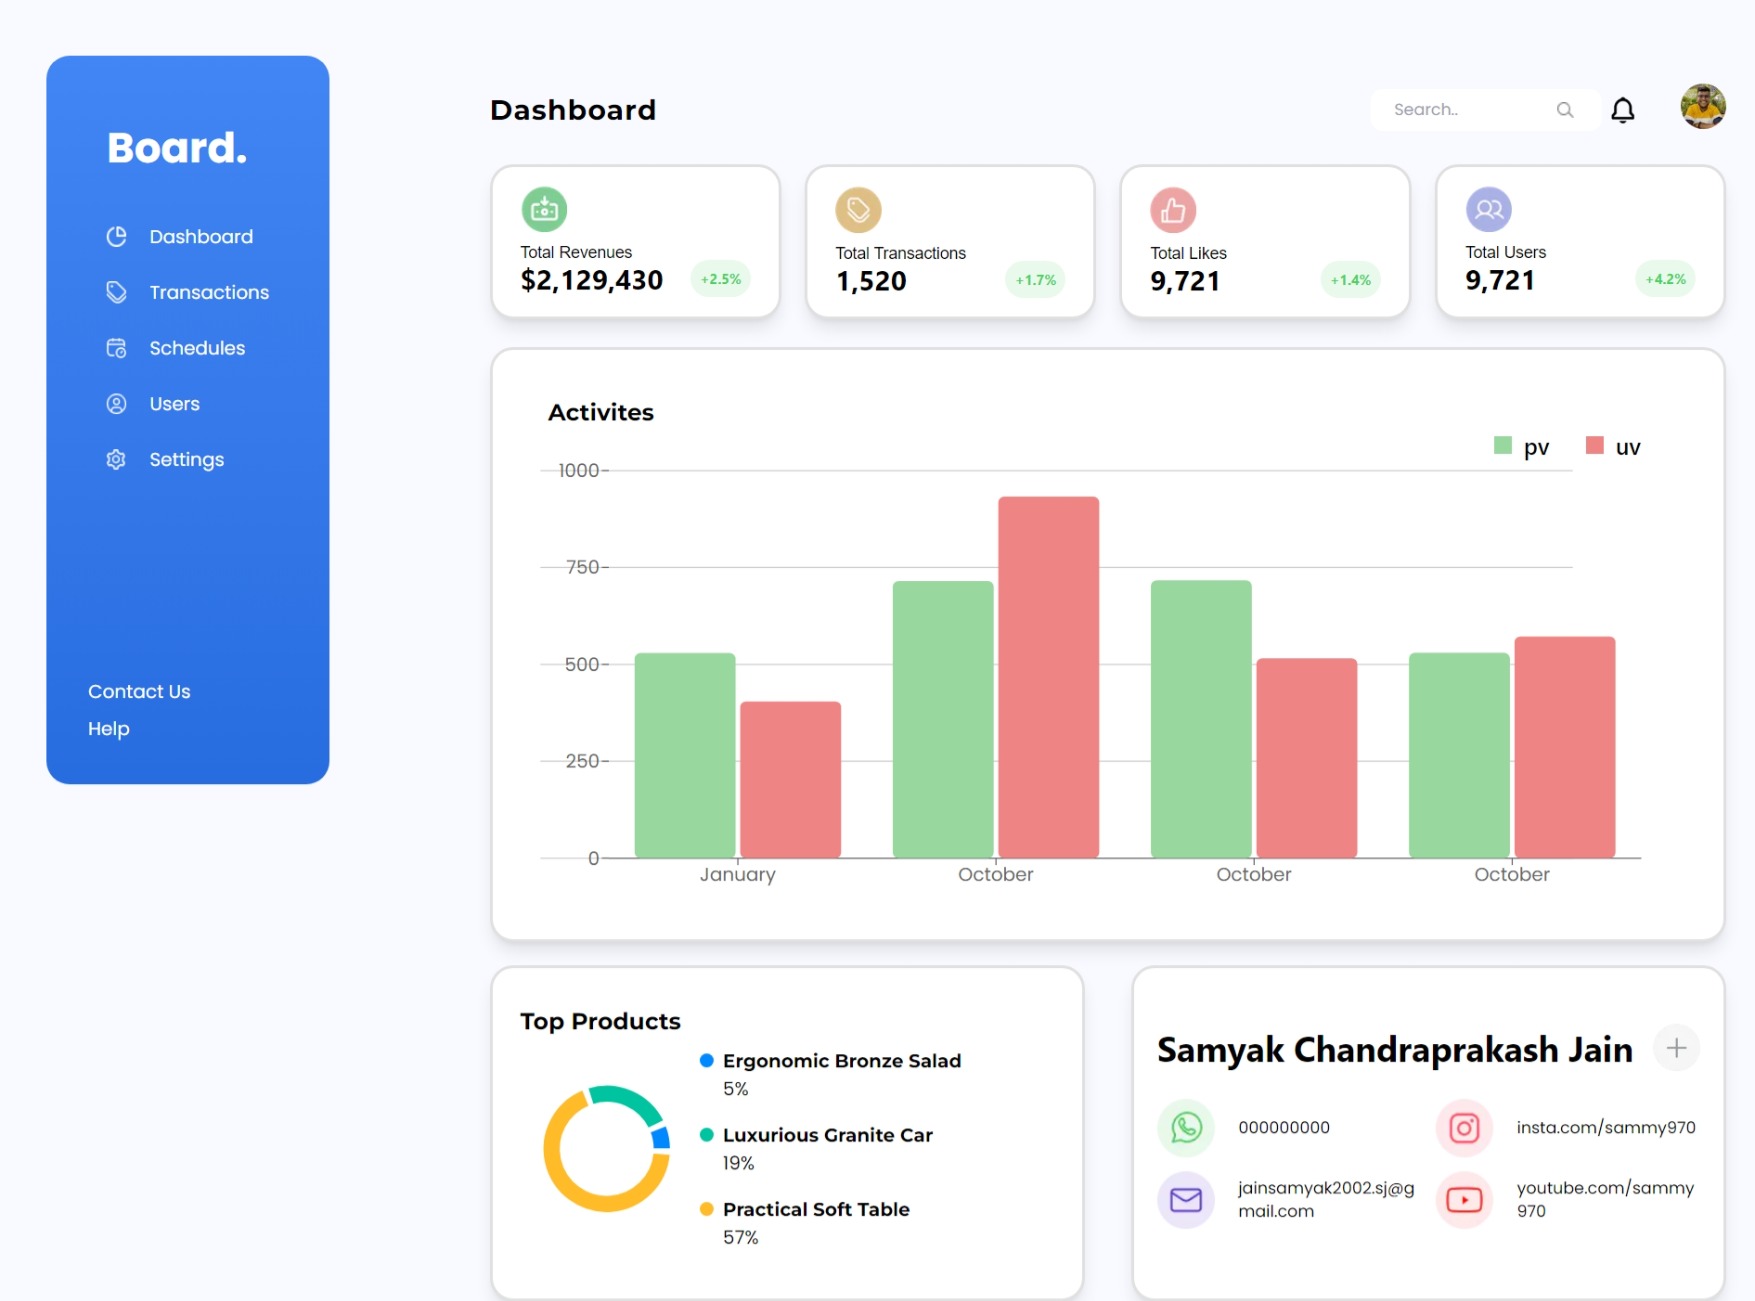 Board.
Dashboard
Transactions
Schedules
Users
Settings
Contact Us
Help
Dashboard
Search..
Total Revenues
$2,129,430
+2.5%
Total Transactions
1,520
+1.7%
Total Likes
9,721
+1.4%
Total Users
9,721
+4.2%
Activites
pv uv
1000
750
500
250
0
January October October October
Top Products
Ergonomic Bronze Salad
5%
Luxurious Granite Car
19%
Practical Soft Table
57%
Samyak Chandraprakash Jain
000000000
insta.com/sammy970
jainsamyak2002.sj@g
mail.com
youtube.com/sammy
970